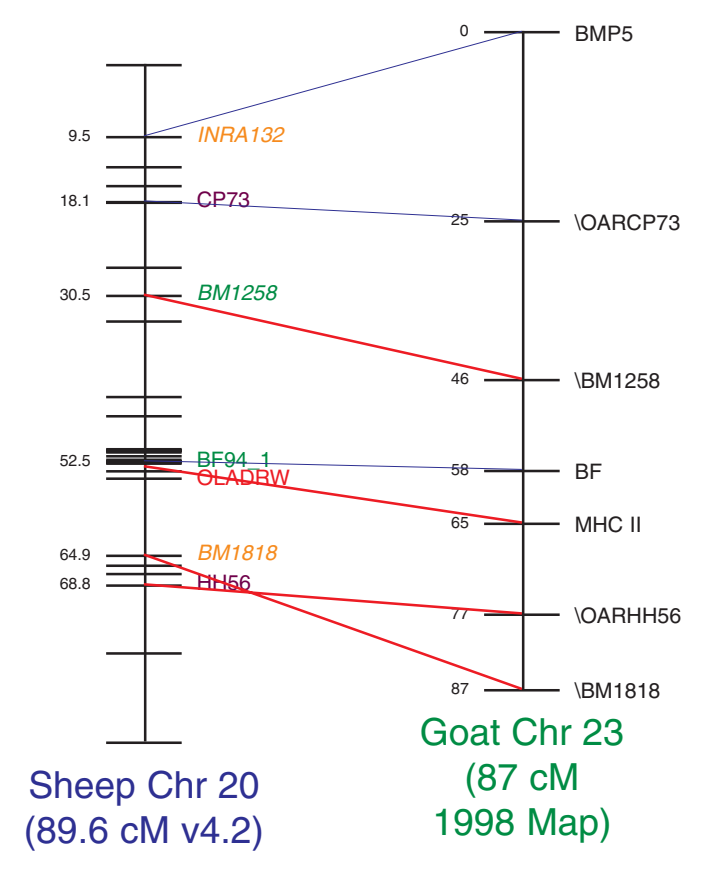 0 BMP5
9.5 INRA132
18.1 CP73
25 \OARCP73
30.5 BM1258
46 \BM1258
52.5 BF94_1
58 BF
OLADRW
65 MHC II
64.9 BM1818
68.8 HH56
77 \OARHH56
87 \BM1818
Goat Chr 23
(87 cM
1998 Map)
Sheep Chr 20
(89.6 cM v4.2)